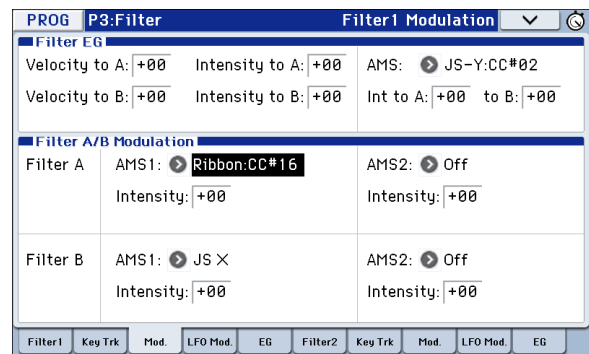 PROG P3:Filter Filter1 Modulation
Filter EG
Velocity to A: +00 Intensity to A: +00 AMS: JS-Y:CC#02
Velocity to B: +00 Intensity to B: +00 Int to A: +00 to B: +00
Filter A/B Modulation
Filter A AMS1: Ribbon:CC#16 AMS2: Off
Intensity: +00 Intensity: +00
Filter B AMS1: JS X AMS2: Off
Intensity: +00 Intensity: +00
Filter1 Key Trk Mod. LFO Mod. EG Filter2 Key Trk Mod. LFO Mod. EG